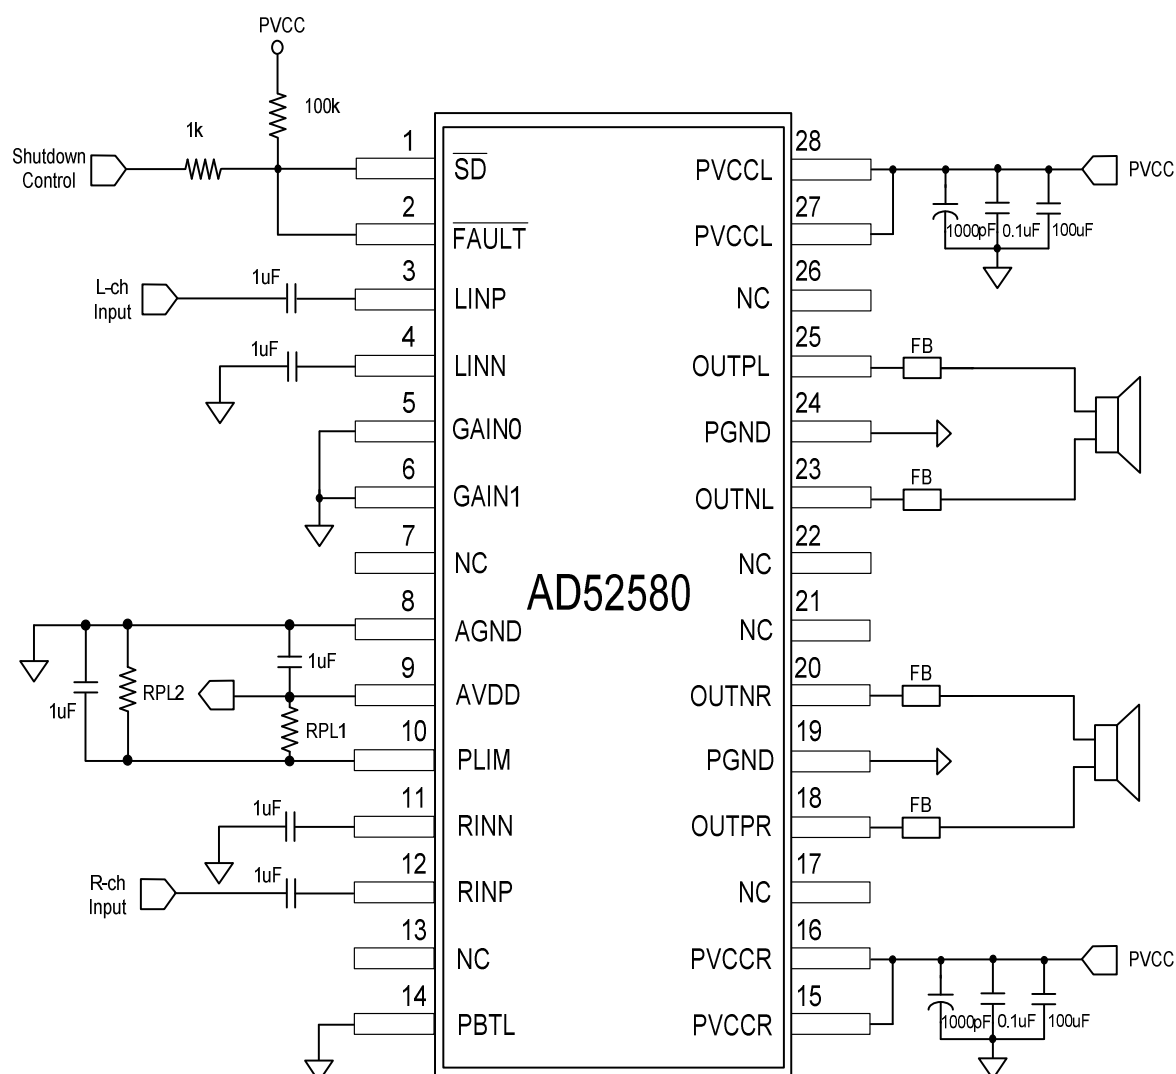 PVCC
100k
1k
Shutdown
Control
1 SD
2 FAULT
L-ch
Input
1uF
3 LINP
1uF
4 LINN
5 GAIN0
6 GAIN1
7 NC
8 AGND
1uF
RPL2
1uF
9 AVDD
RPL1
10 PLIM
1uF
11 RINN
R-ch
Input
1uF
12 RINP
13 NC
14 PBTL
AD52580
28 PVCCL
27 PVCCL
PVCC
1000pF 0.1uF 100uF
26 NC
25 OUTPL
FB
24 PGND
23 OUTNL
FB
22 NC
21 NC
20 OUTNR
FB
19 PGND
18 OUTPR
FB
17 NC
16 PVCCR
15 PVCCR
PVCC
1000pF 0.1uF 100uF